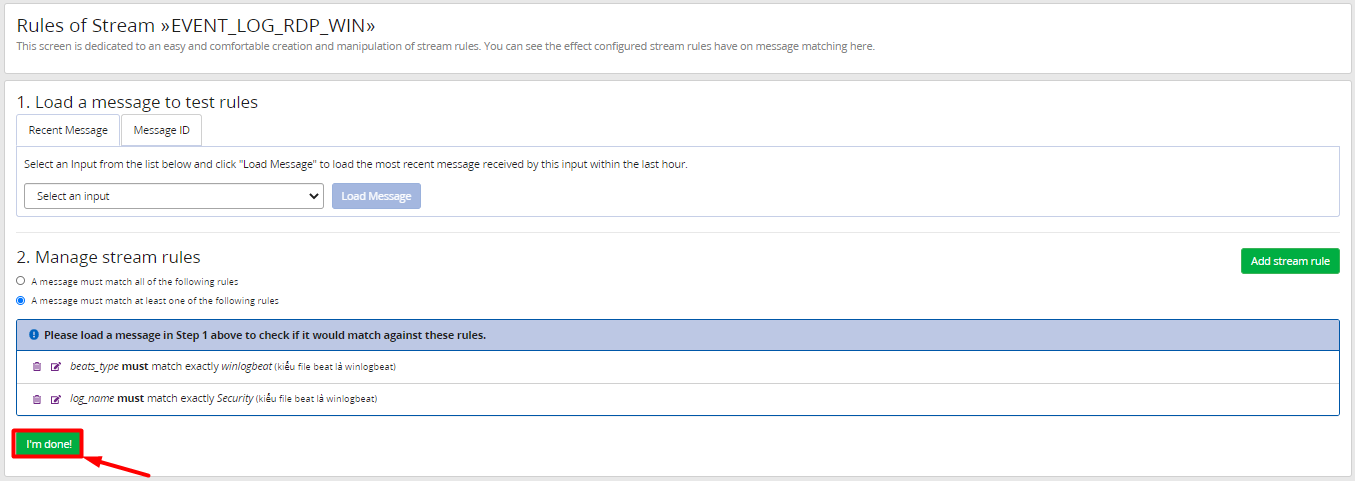 Rules of Stream »EVENT_LOG_RDP_WIN»
This screen is dedicated to an easy and comfortable creation and manipulation of stream rules. You can see the effect configured stream rules have on message matching here.
1. Load a message to test rules
Recent Message
Message ID
Select an Input from the list below and click "Load Message" to load the most recent message received by this input within the last hour.
Select an input
Load Message
2. Manage stream rules
Add stream rule
A message must match all of the following rules
A message must match at least one of the following rules
Please load a message in Step 1 above to check if it would match against these rules.
beats_type must match exactly winlogbeat (kiểu file beat là winlogbeat)
log_name must match exactly Security (kiểu file beat là winlogbeat)
I'm done!